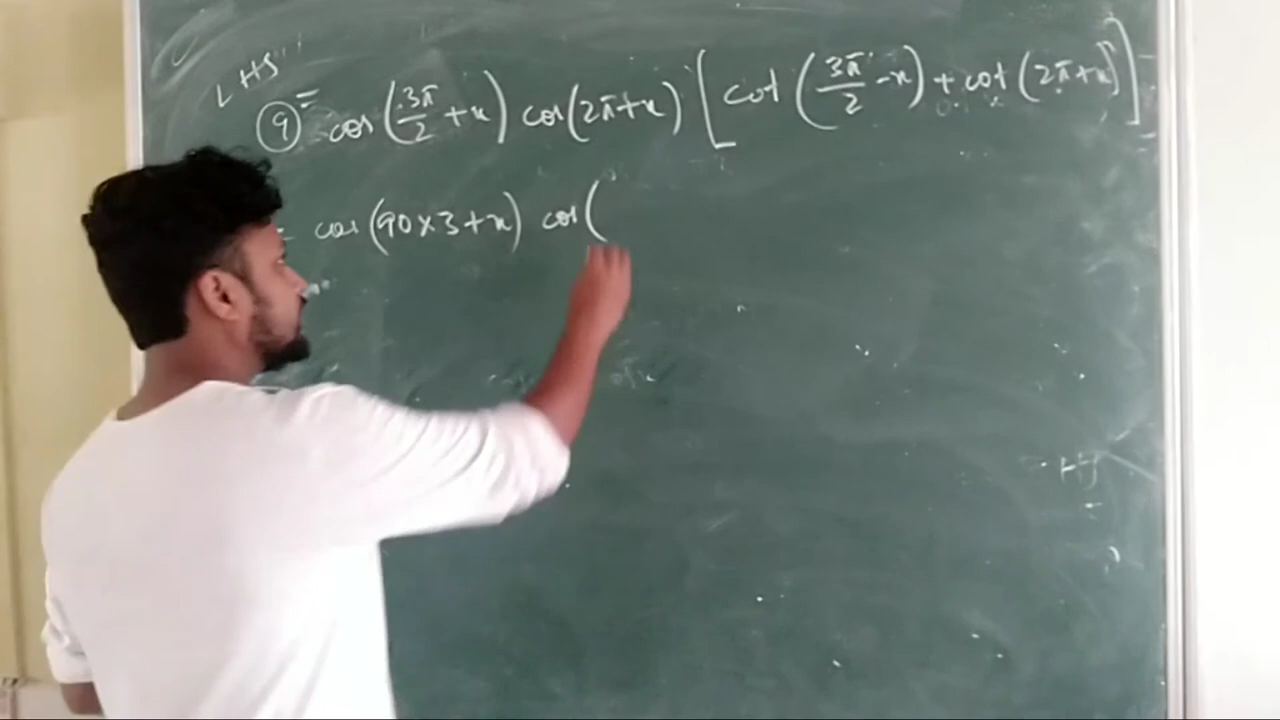 LHS
⑨ = cos(3π/2 + x) cos(2π+x) [cot(3π/2 - x) + cot(2π+x)]
= cos(90×3+x) cos(